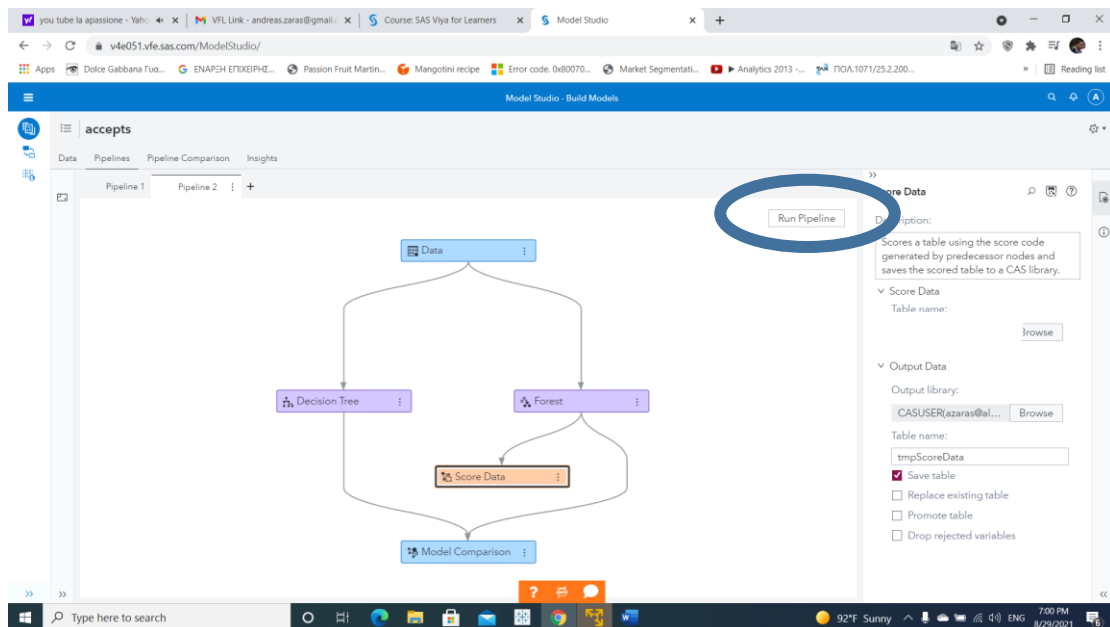 you tube la apassione - Yaho
VFL Link - andreas.zaras@gmail.c
Course: SAS Viya for Learners
Model Studio
v4e051.vfe.sas.com/ModelStudio/
Apps
Dolce Gabbana Γυα...
ΕΝΑΡΞΗ ΕΠΙΧΕΙΡΗΣ...
Passion Fruit Martin...
Mangotini recipe
Error code. 0x80070...
Market Segmentati...
Analytics 2013 -...
ΠΟΛ.1071/25.2.200...
»
Reading list
Model Studio - Build Models
A
accepts
Data
Pipelines
Pipeline Comparison
Insights
Pipeline 1
Pipeline 2
Run Pipeline
Data
Decision Tree
Forest
Score Data
Model Comparison
Score Data
Description:
Scores a table using the score code
generated by predecessor nodes and
saves the scored table to a CAS library.
Score Data
Table name:
Browse
Output Data
Output library:
CASUSER(azaras@al...
Browse
Table name:
tmpScoreData
Save table
Replace existing table
Promote table
Drop rejected variables
Type here to search
92°F Sunny
ENG
7:00 PM
8/29/2021
6